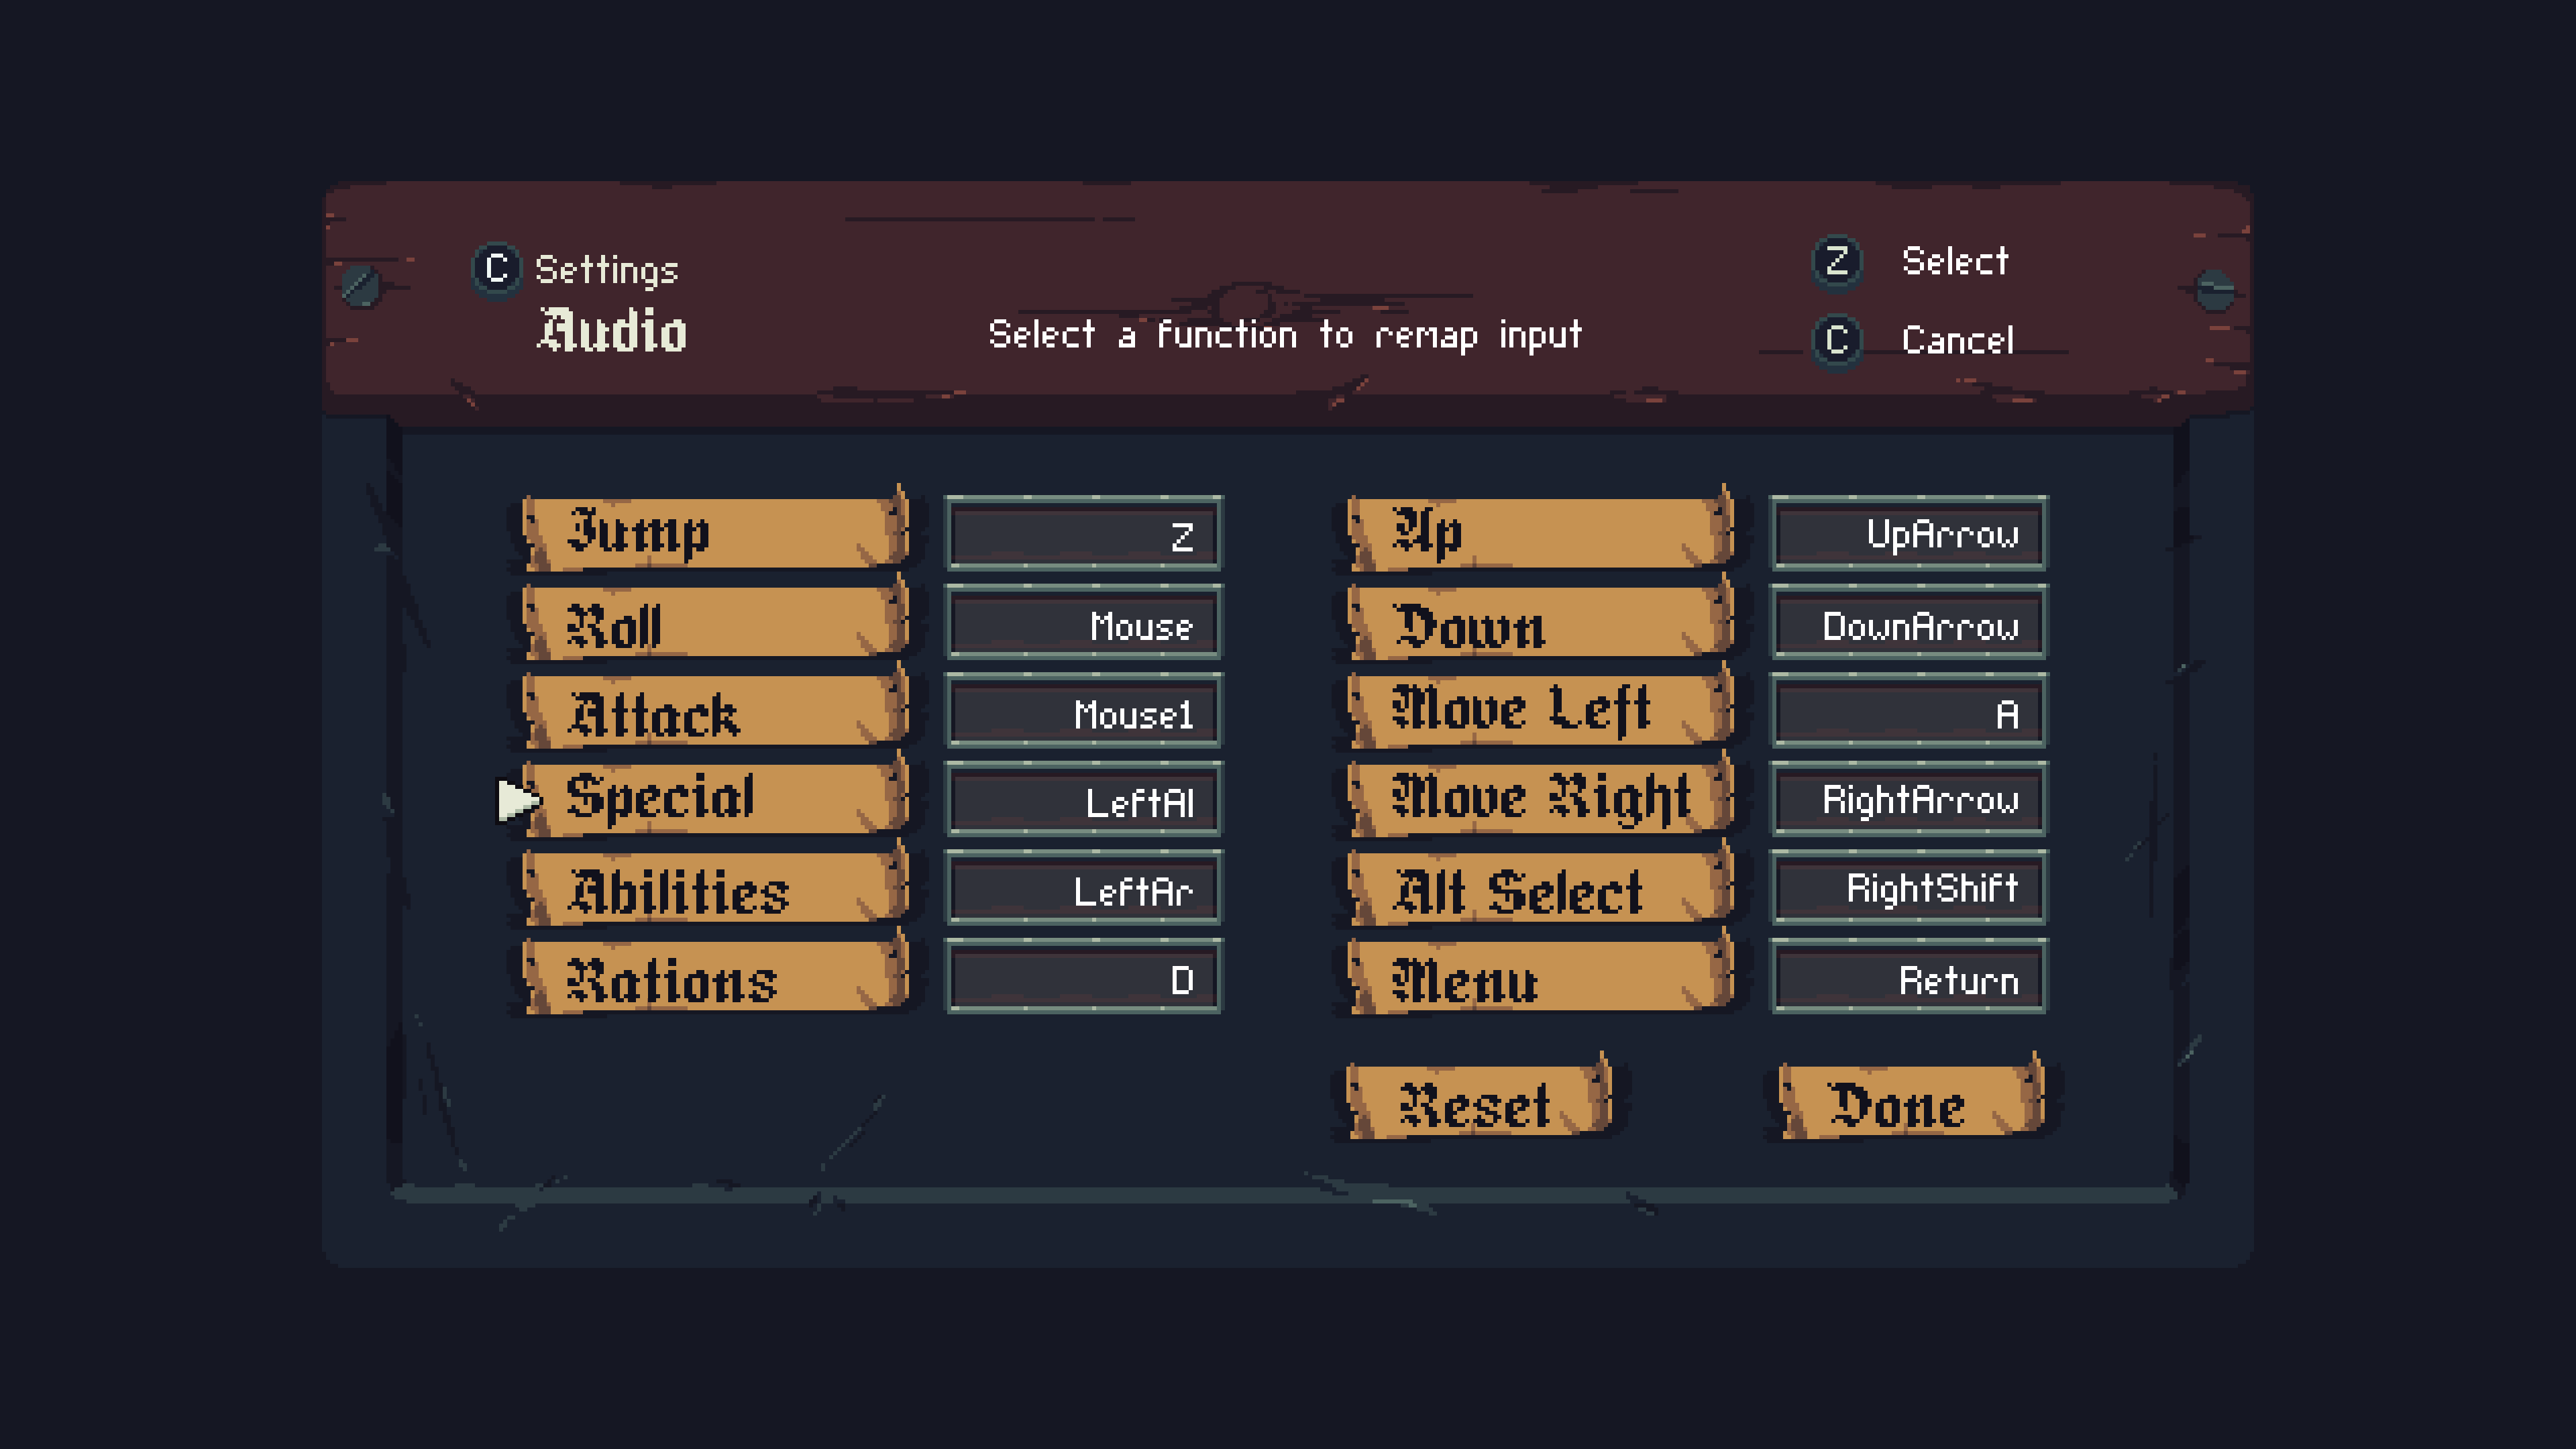 C Settings
Audio
Select a function to remap input
Z Select
C Cancel
Jump Z
Roll Mouse
Attack Mouse1
Special LeftAl
Abilities LeftAr
Rations D
Up UpArrow
Down DownArrow
Move Left A
Move Right RightArrow
Alt Select RightShift
Menu Return
Reset
Done